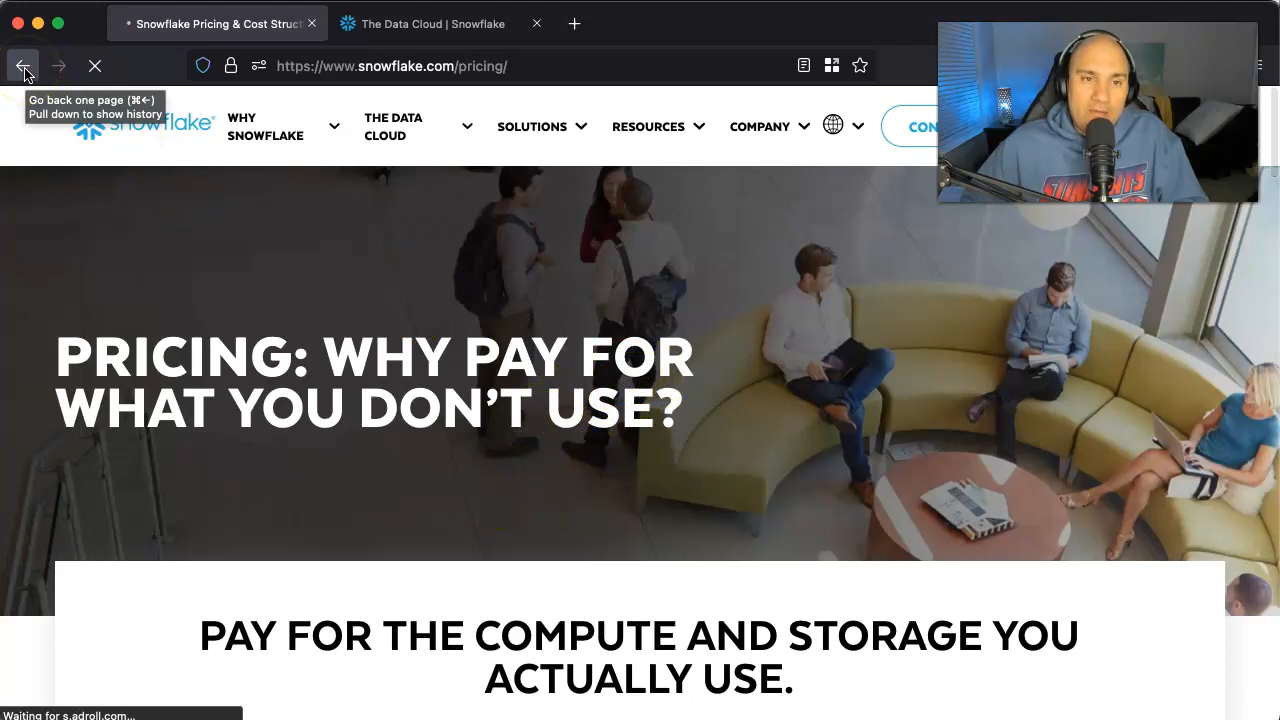 Snowflake Pricing & Cost Struct
The Data Cloud | Snowflake
https://www.snowflake.com/pricing/
Go back one page (⌘←)
Pull down to show history
snowflake
WHY
SNOWFLAKE
THE DATA
CLOUD
SOLUTIONS
RESOURCES
COMPANY
CON
PRICING: WHY PAY FOR
WHAT YOU DON’T USE?
PAY FOR THE COMPUTE AND STORAGE YOU
ACTUALLY USE.
Waiting for s.adroll.com...